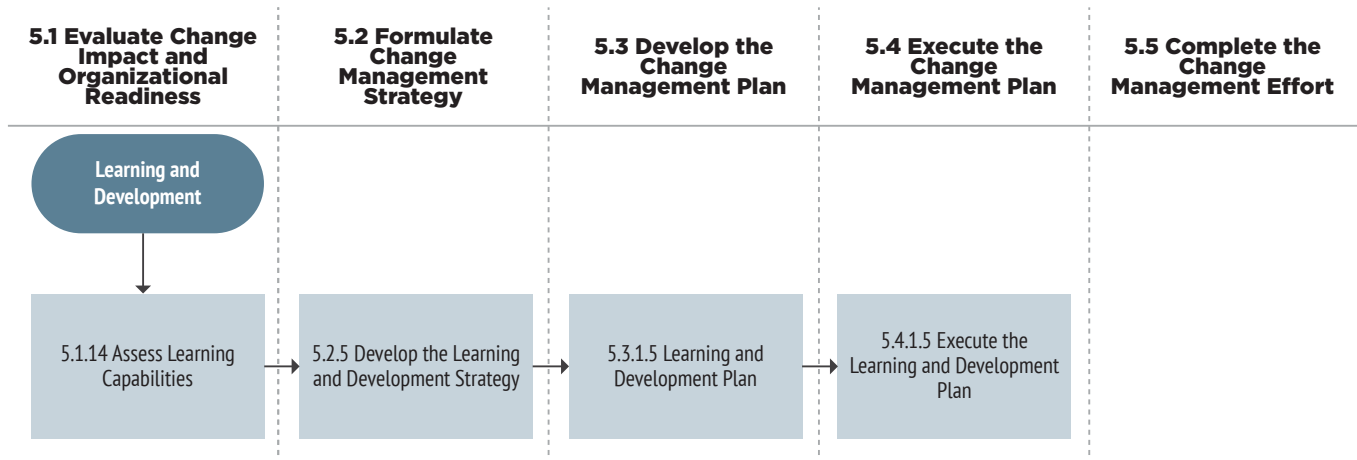 5.1 Evaluate Change
Impact and
Organizational
Readiness
5.2 Formulate
Change
Management
Strategy
5.3 Develop the
Change
Management Plan
5.4 Execute the
Change
Management Plan
5.5 Complete the
Change
Management Effort
Learning and
Development
5.1.14 Assess Learning
Capabilities
5.2.5 Develop the Learning
and Development Strategy
5.3.1.5 Learning and
Development Plan
5.4.1.5 Execute the
Learning and Development
Plan